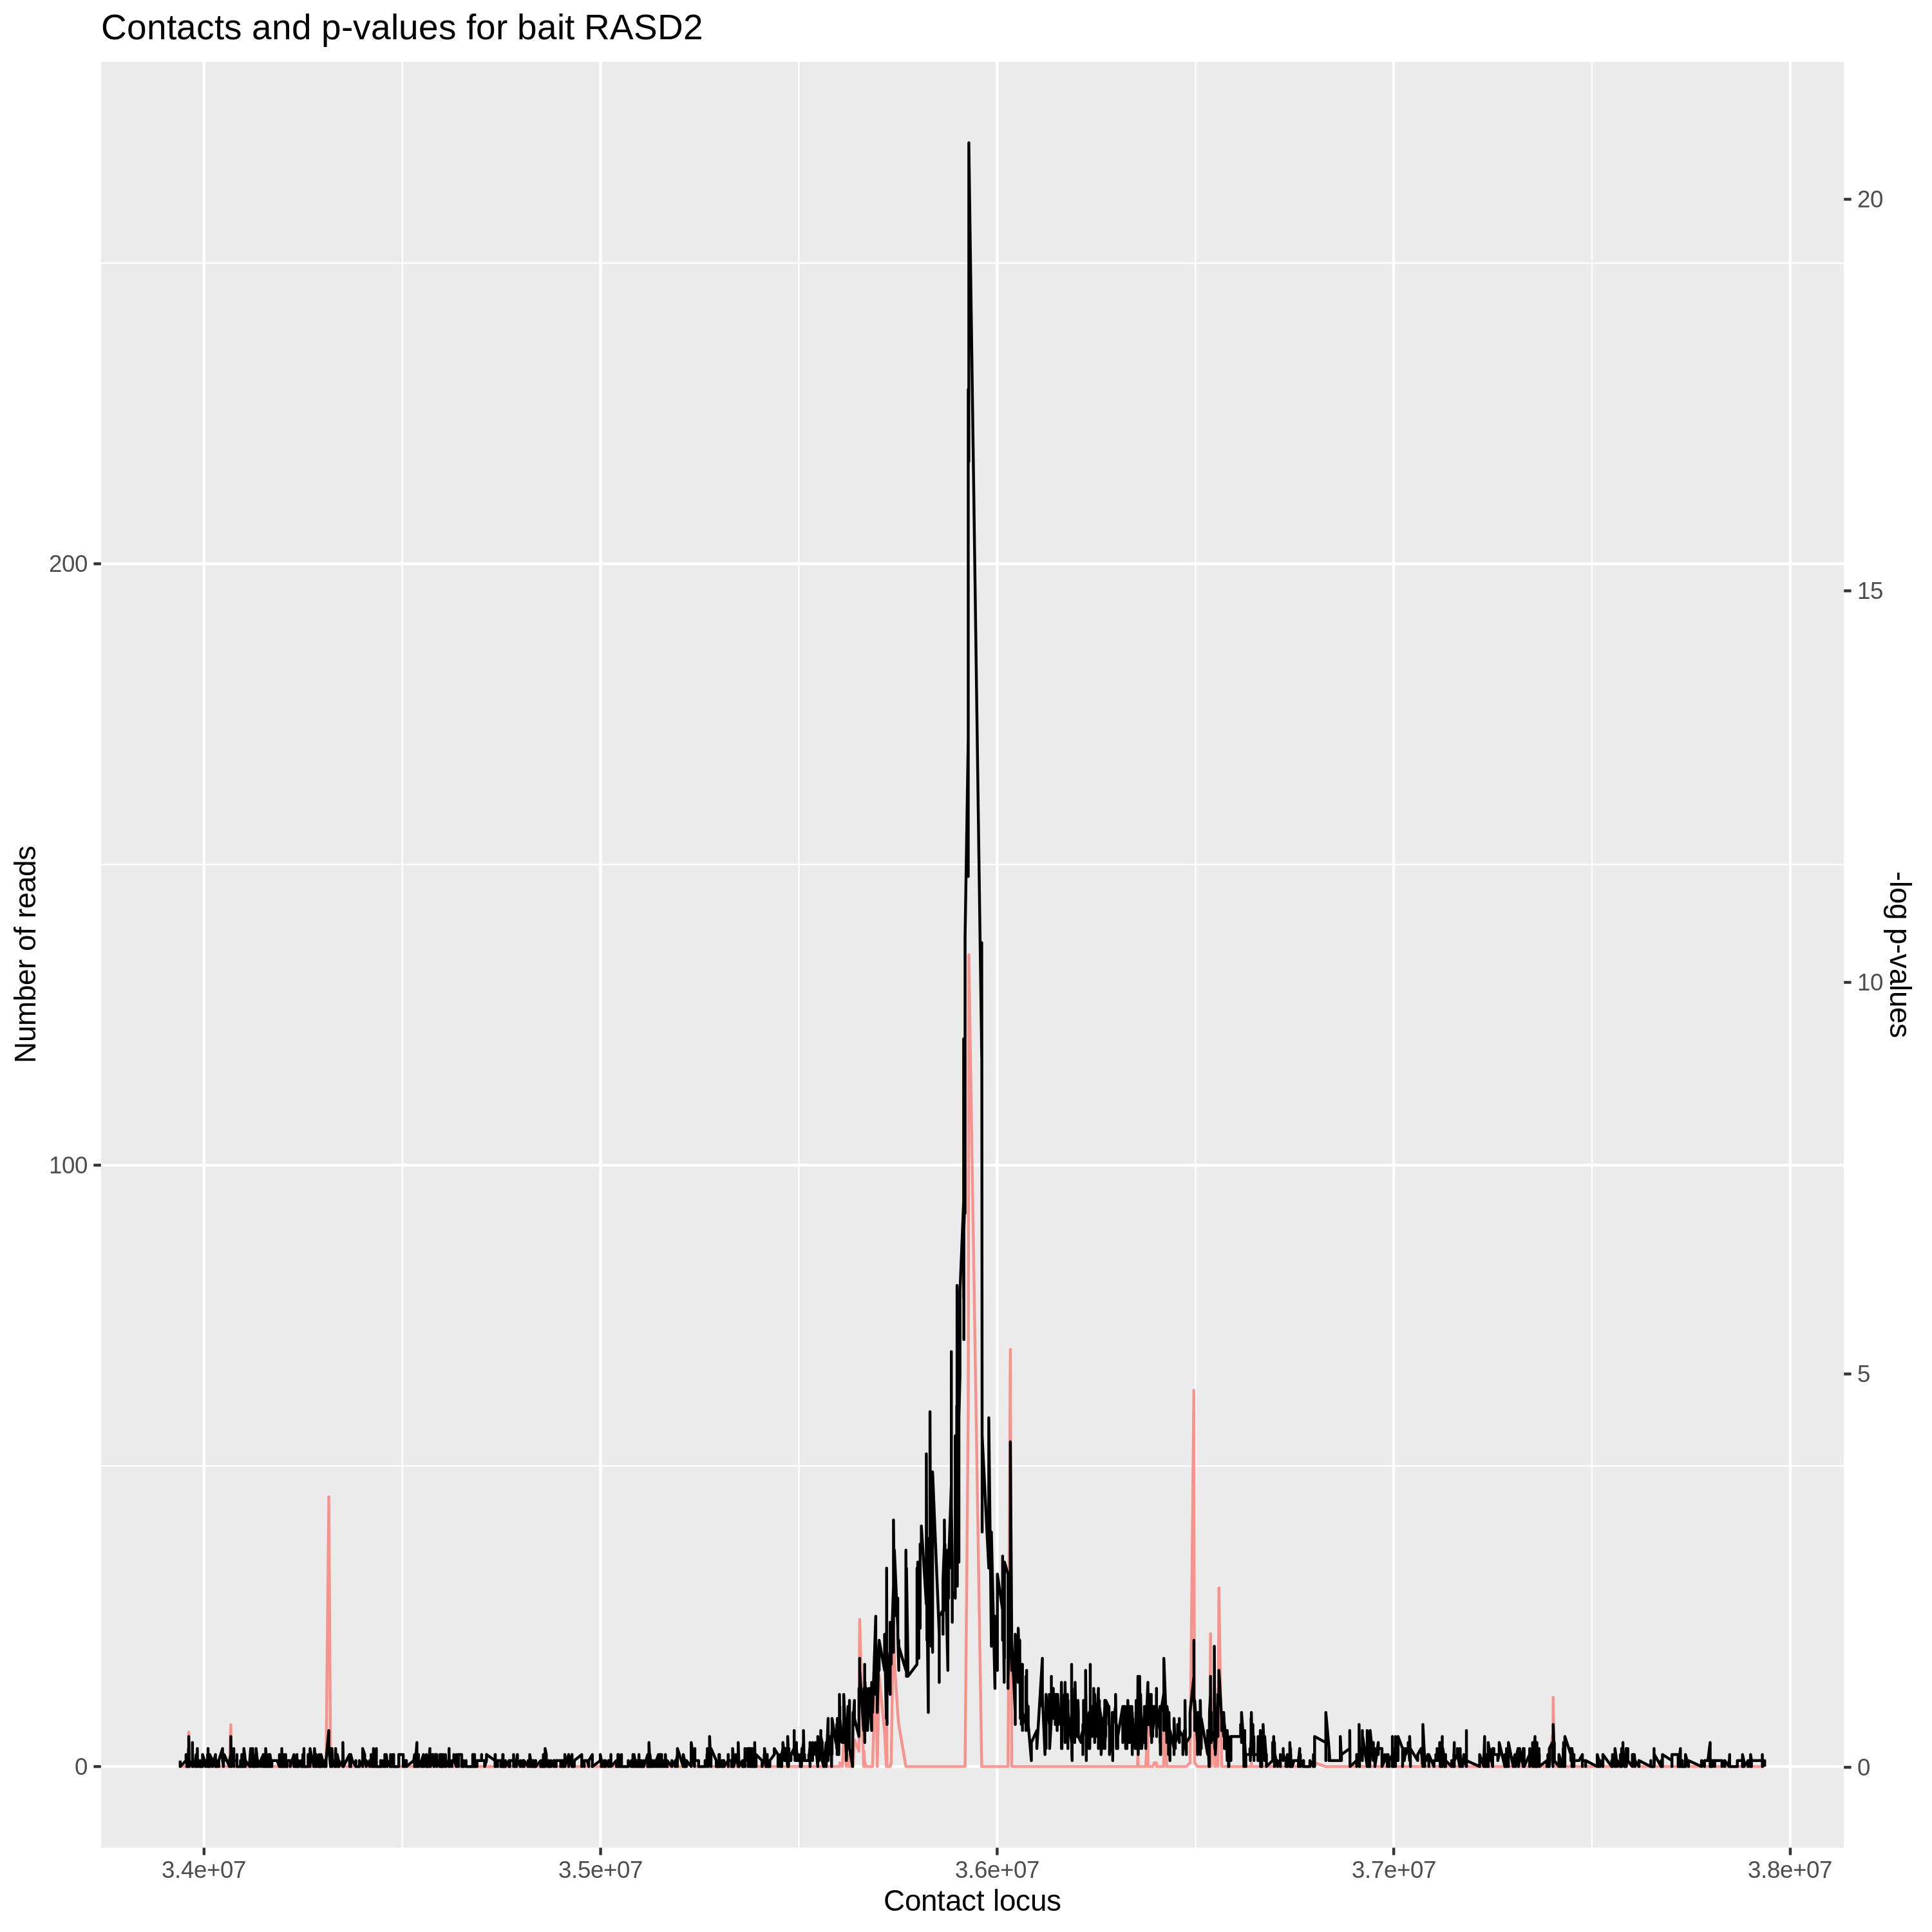 Contacts and p-values for bait RASD2
Number of reads
200
100
0
20
15
10
5
0
-log p-values
3.4e+07
3.5e+07
3.6e+07
3.7e+07
3.8e+07
Contact locus